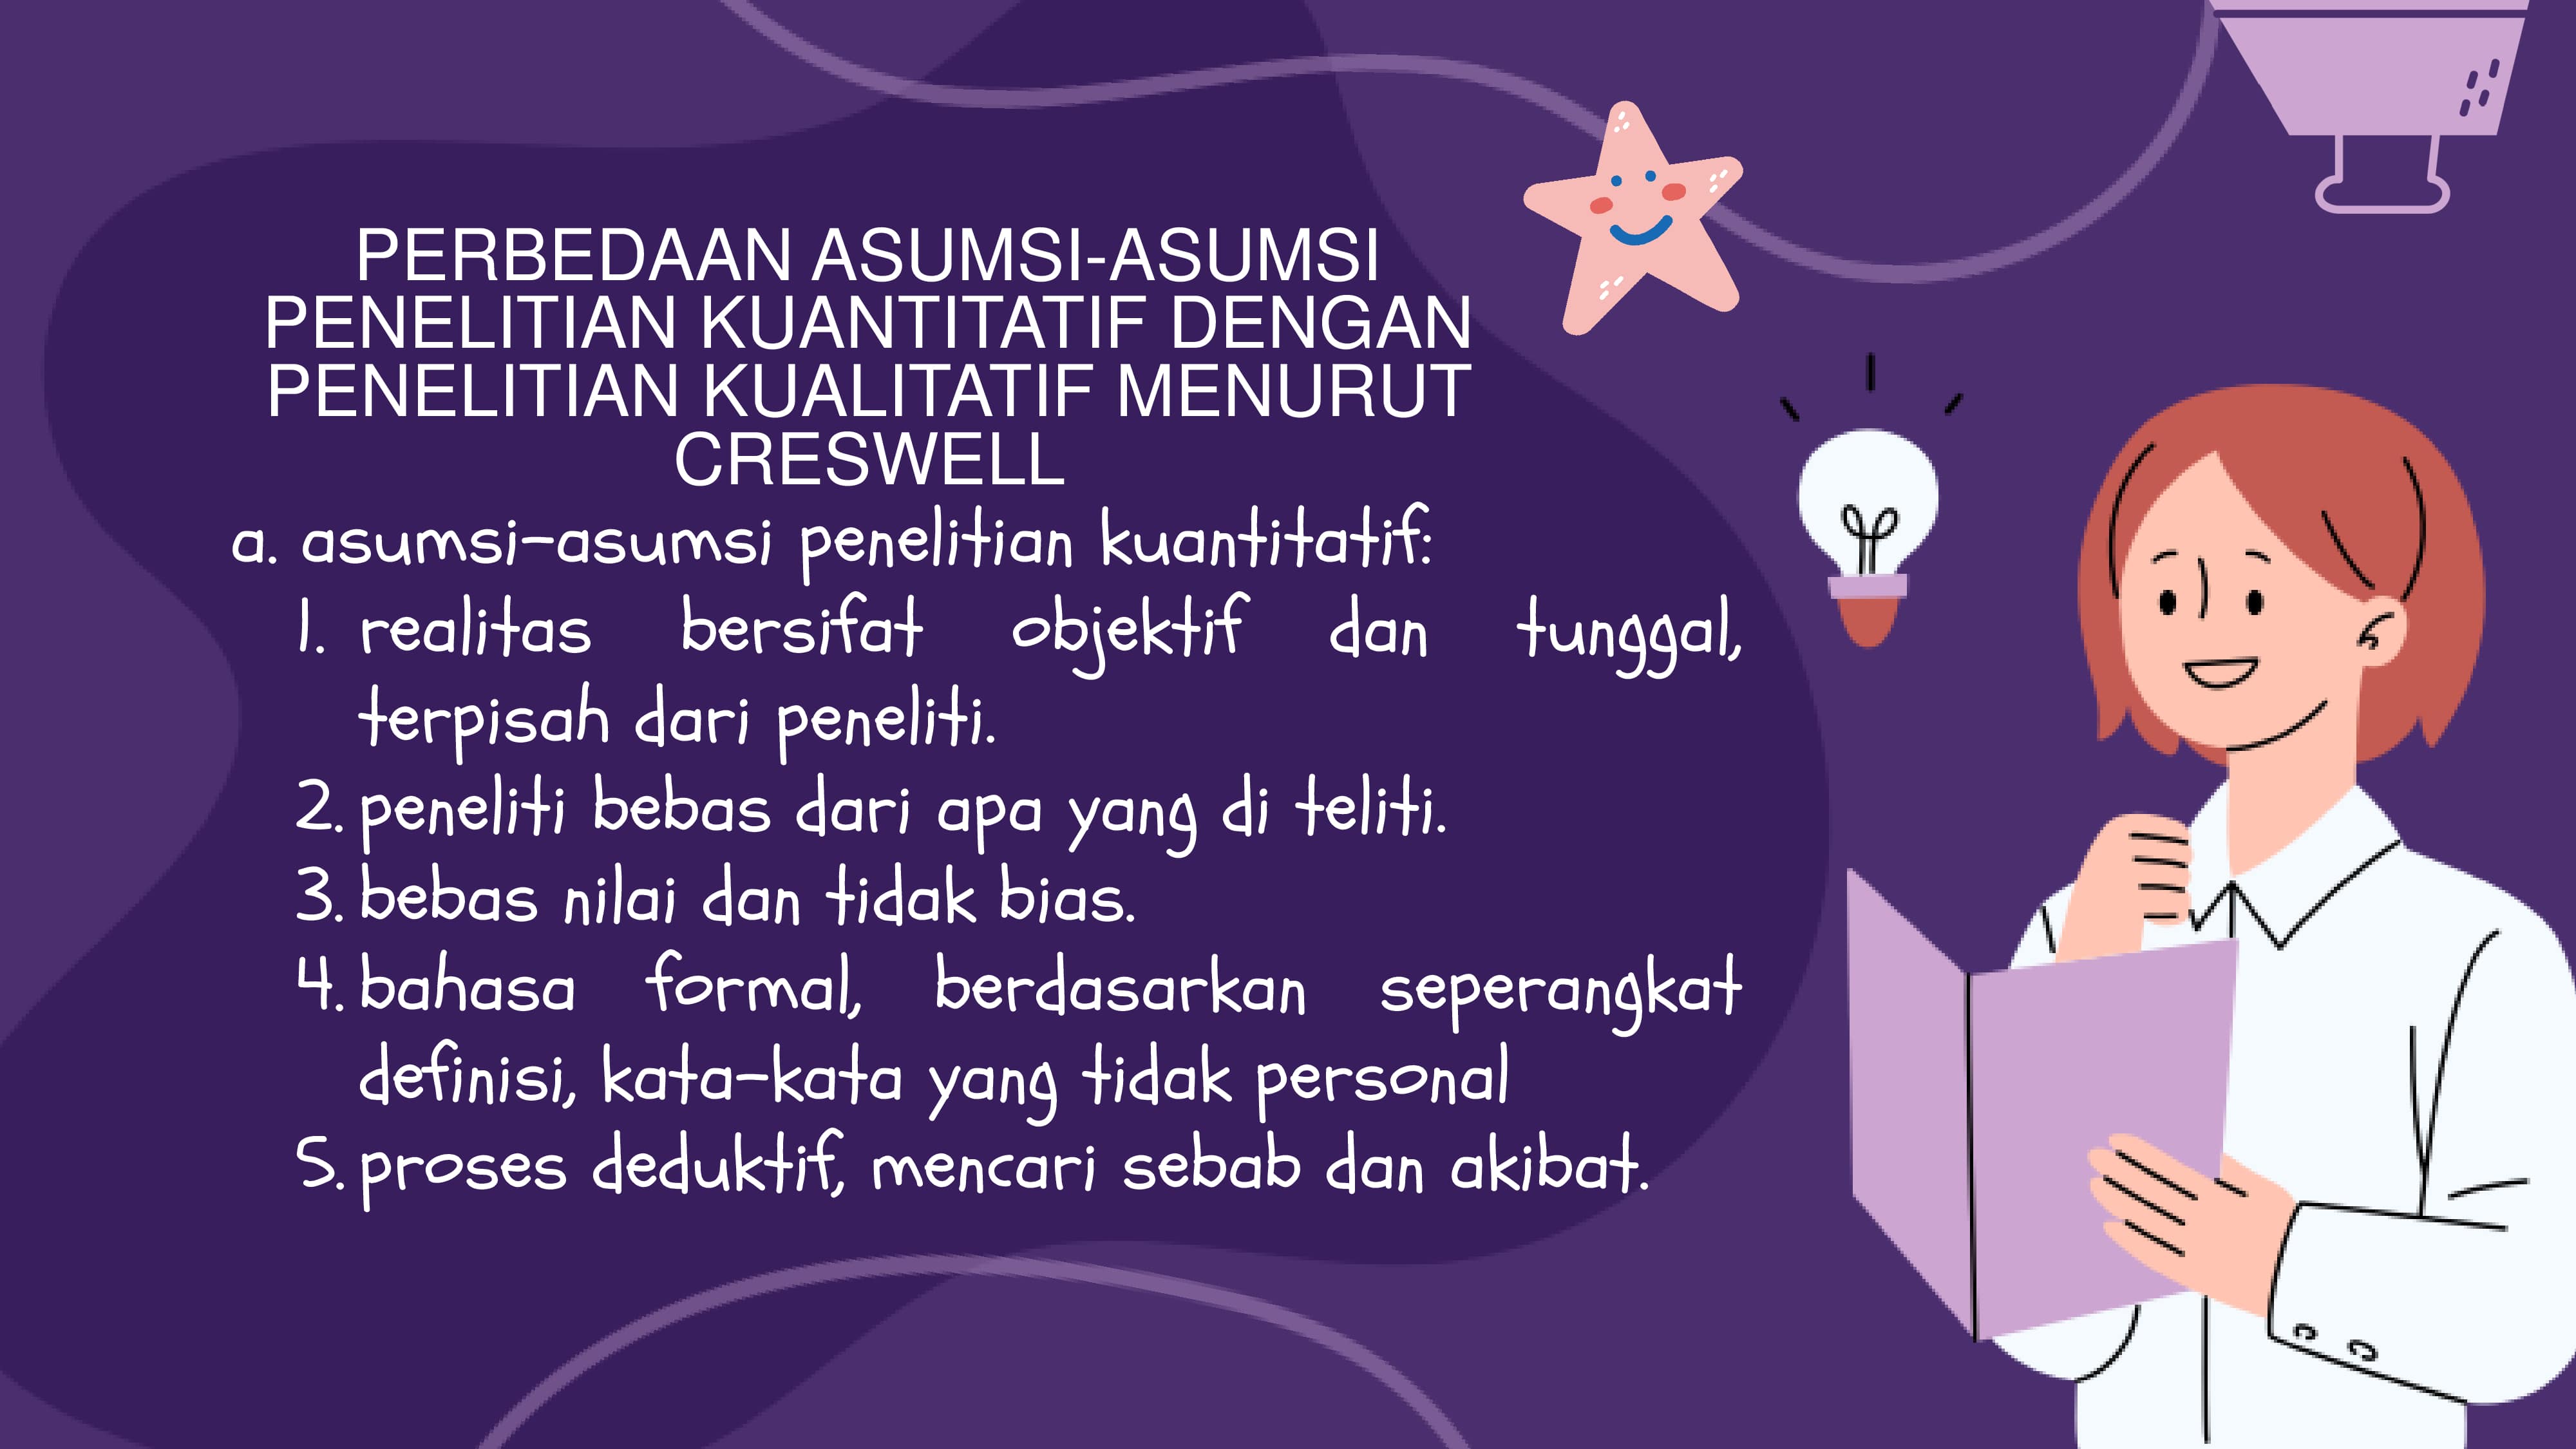 PERBEDAAN ASUMSI-ASUMSI
PENELITIAN KUANTITATIF DENGAN
PENELITIAN KUALITATIF MENURUT
CRESWELL
a. asumsi-asumsi penelitian kuantitatif:
1. realitas bersifat objektif dan tunggal,
terpisah dari peneliti.
2. peneliti bebas dari apa yang di teliti.
3. bebas nilai dan tidak bias.
4. bahasa formal, berdasarkan seperangkat
definisi, kata-kata yang tidak personal
5. proses deduktif, mencari sebab dan akibat.